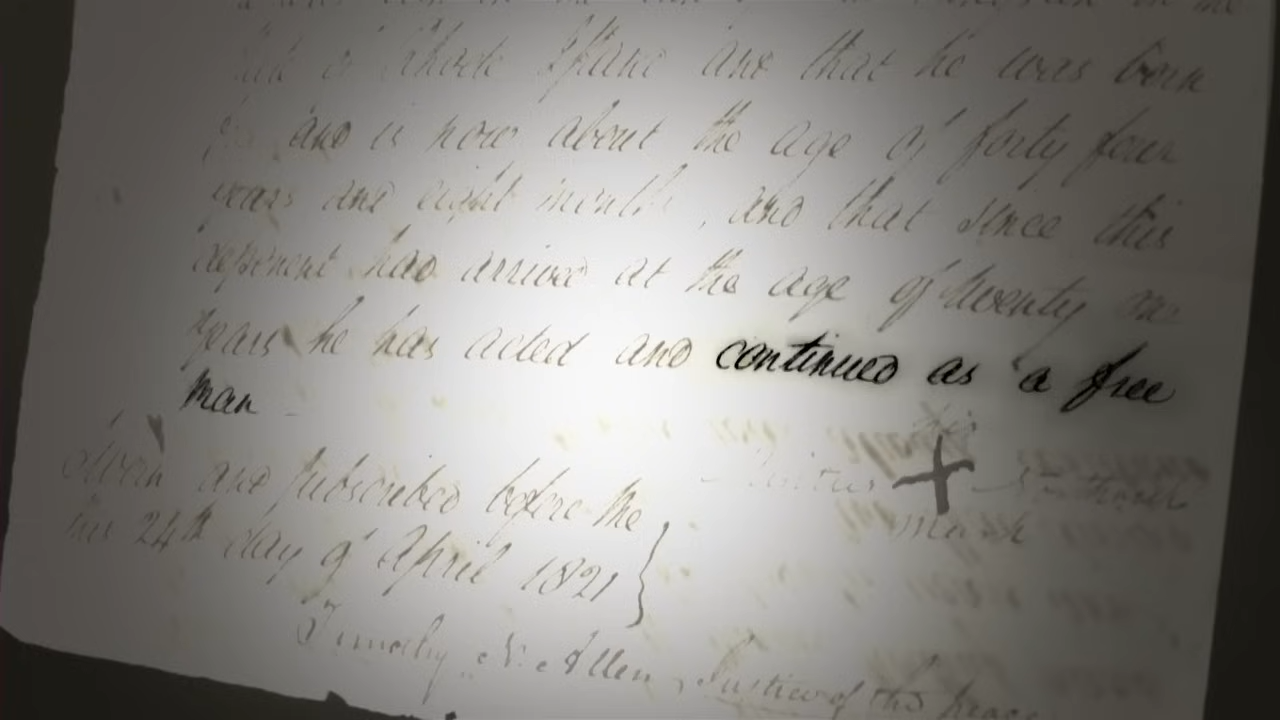 of Rhode Island and that he was born
and is now about the age of forty four
years and eight months, and that since this
deponent had arrived at the age of twenty one
years he has acted and continued as a free
man
his
mark
Sworn and subscribed before me
this 24th day of April 1821
Timothy Allen, Justice of the peace